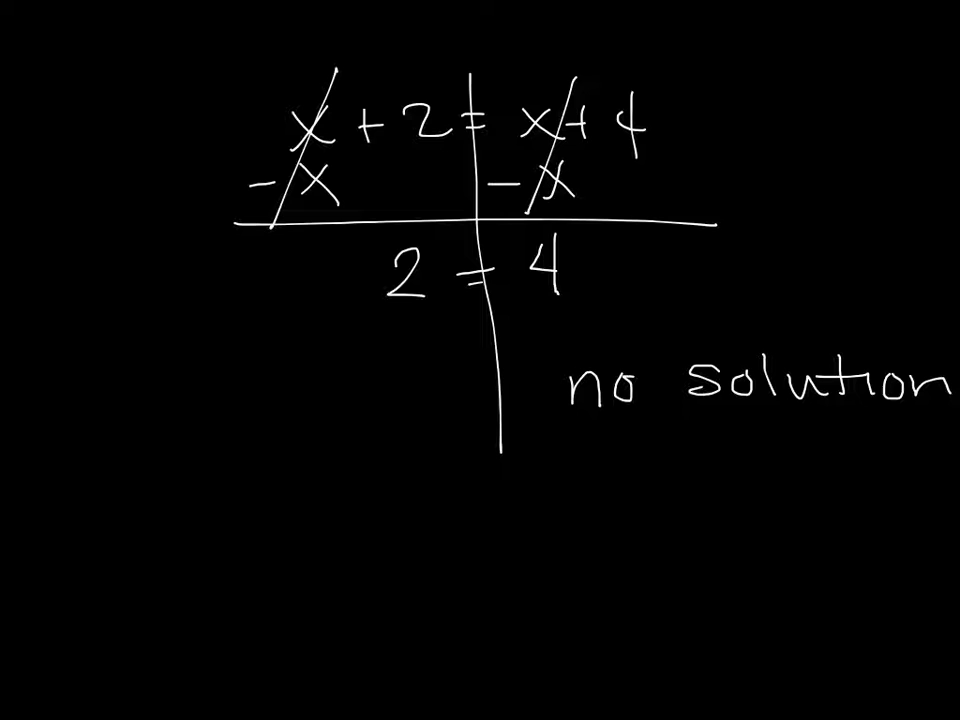 x + 2 = x + 4
- x - x
2 = 4
no solution